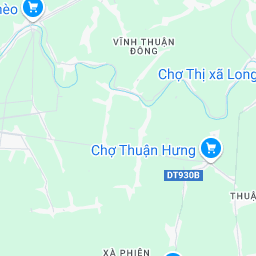 hèo
VĨNH THUẬN
ĐÔNG
Chợ Thị xã Long
Chợ Thuận Hưng
DT930B
THUẬ
XÀ PHIÊN